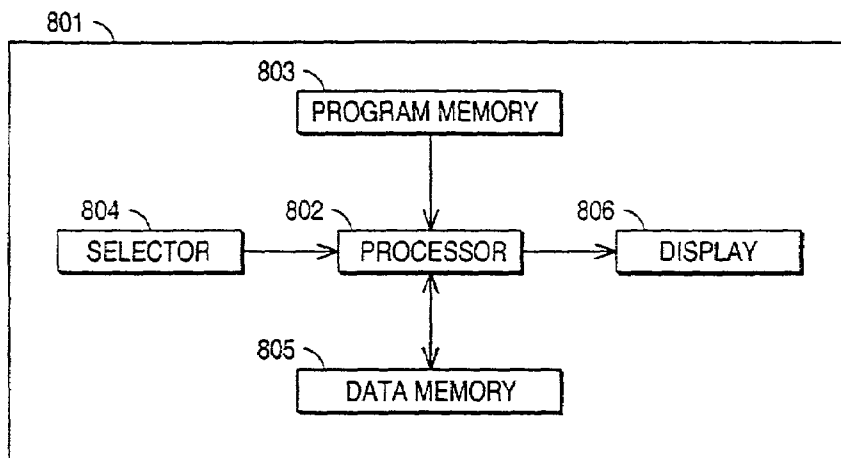 801
803
PROGRAM MEMORY
804
SELECTOR
802
PROCESSOR
806
DISPLAY
805
DATA MEMORY